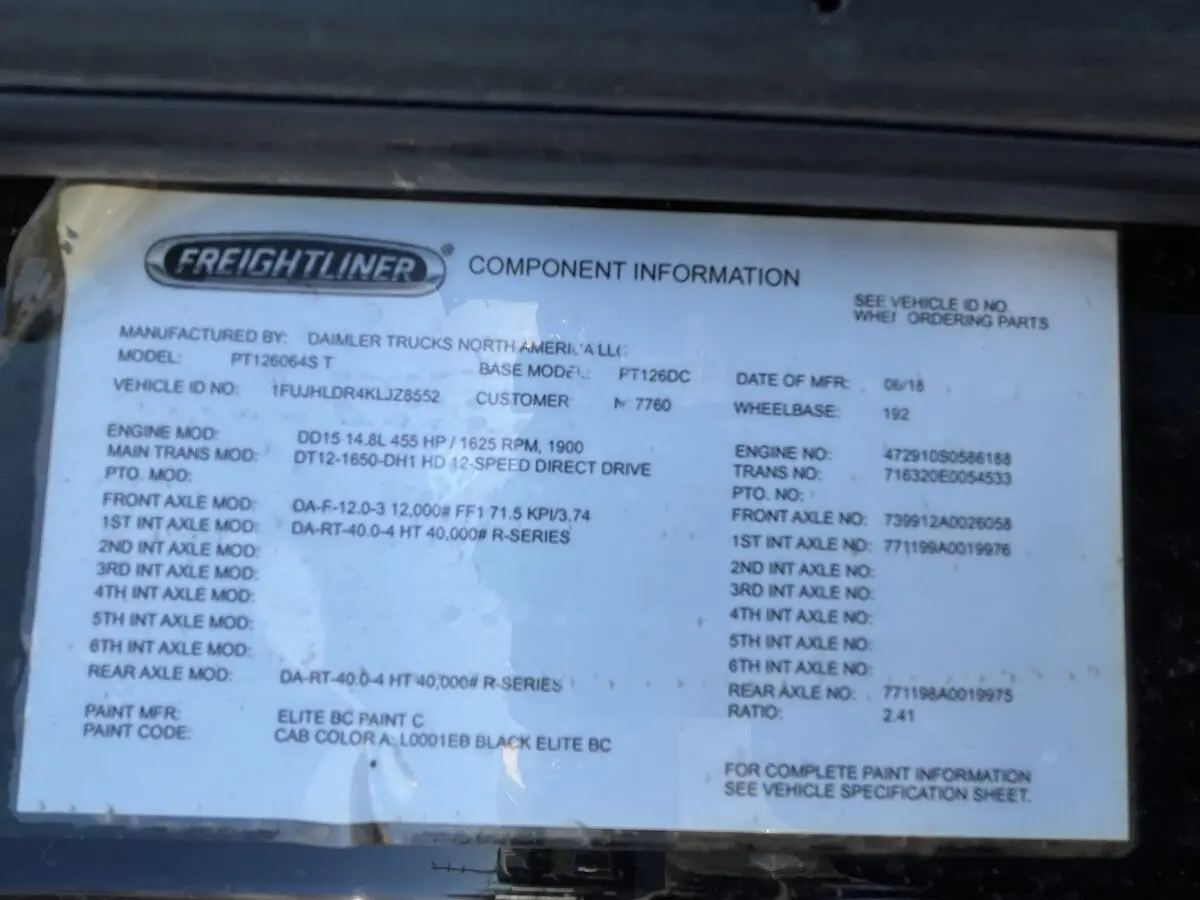 FREIGHTLINER® COMPONENT INFORMATION
SEE VEHICLE ID NO.
WHEN ORDERING PARTS
MANUFACTURED BY: DAIMLER TRUCKS NORTH AMERICA LLC
MODEL: PT126064S T BASE MODEL: PT126DC DATE OF MFR: 06/18
VEHICLE ID NO: 1FUJHLDR4KLJZ8552 CUSTOMER 7760 WHEELBASE: 192
ENGINE MOD: DD15 14.8L 455 HP / 1625 RPM, 1900 ENGINE NO: 472910S0586188
MAIN TRANS MOD: DT12-1650-DH1 HD 12-SPEED DIRECT DRIVE TRANS NO: 716320E0054533
PTO. MOD: PTO. NO:
FRONT AXLE MOD: DA-F-12.0-3 12,000# FF1 71.5 KPI/3.74 FRONT AXLE NO: 739912A0026058
1ST INT AXLE MOD: DA-RT-40.0-4 HT 40,000# R-SERIES 1ST INT AXLE NO: 771199A0019976
2ND INT AXLE MOD: 2ND INT AXLE NO:
3RD INT AXLE MOD: 3RD INT AXLE NO:
4TH INT AXLE MOD: 4TH INT AXLE NO:
5TH INT AXLE MOD: 5TH INT AXLE NO:
6TH INT AXLE MOD: 6TH INT AXLE NO:
REAR AXLE MOD: DA-RT-40.0-4 HT 40,000# R-SERIES REAR AXLE NO: 771198A0019975
RATIO: 2.41
PAINT MFR: ELITE BC PAINT C
PAINT CODE: CAB COLOR A: L0001EB BLACK ELITE BC
FOR COMPLETE PAINT INFORMATION
SEE VEHICLE SPECIFICATION SHEET.